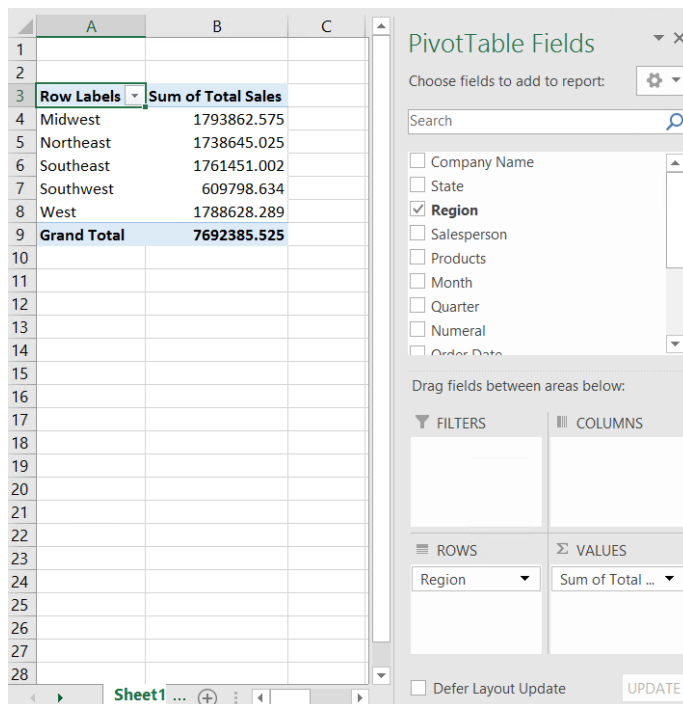 A B C
1
2
3 Row Labels Sum of Total Sales
4 Midwest 1793862.575
5 Northeast 1738645.025
6 Southeast 1761451.002
7 Southwest 609798.634
8 West 1788628.289
9 Grand Total 7692385.525
10
11
12
13
14
15
16
17
18
19
20
21
22
23
24
25
26
27
28
Sheet1 ...
PivotTable Fields
Choose fields to add to report:
Search
Company Name
State
Region
Salesperson
Products
Month
Quarter
Numeral
Order Date
Drag fields between areas below:
FILTERS
COLUMNS
ROWS
Σ VALUES
Region
Sum of Total ...
Defer Layout Update
UPDATE